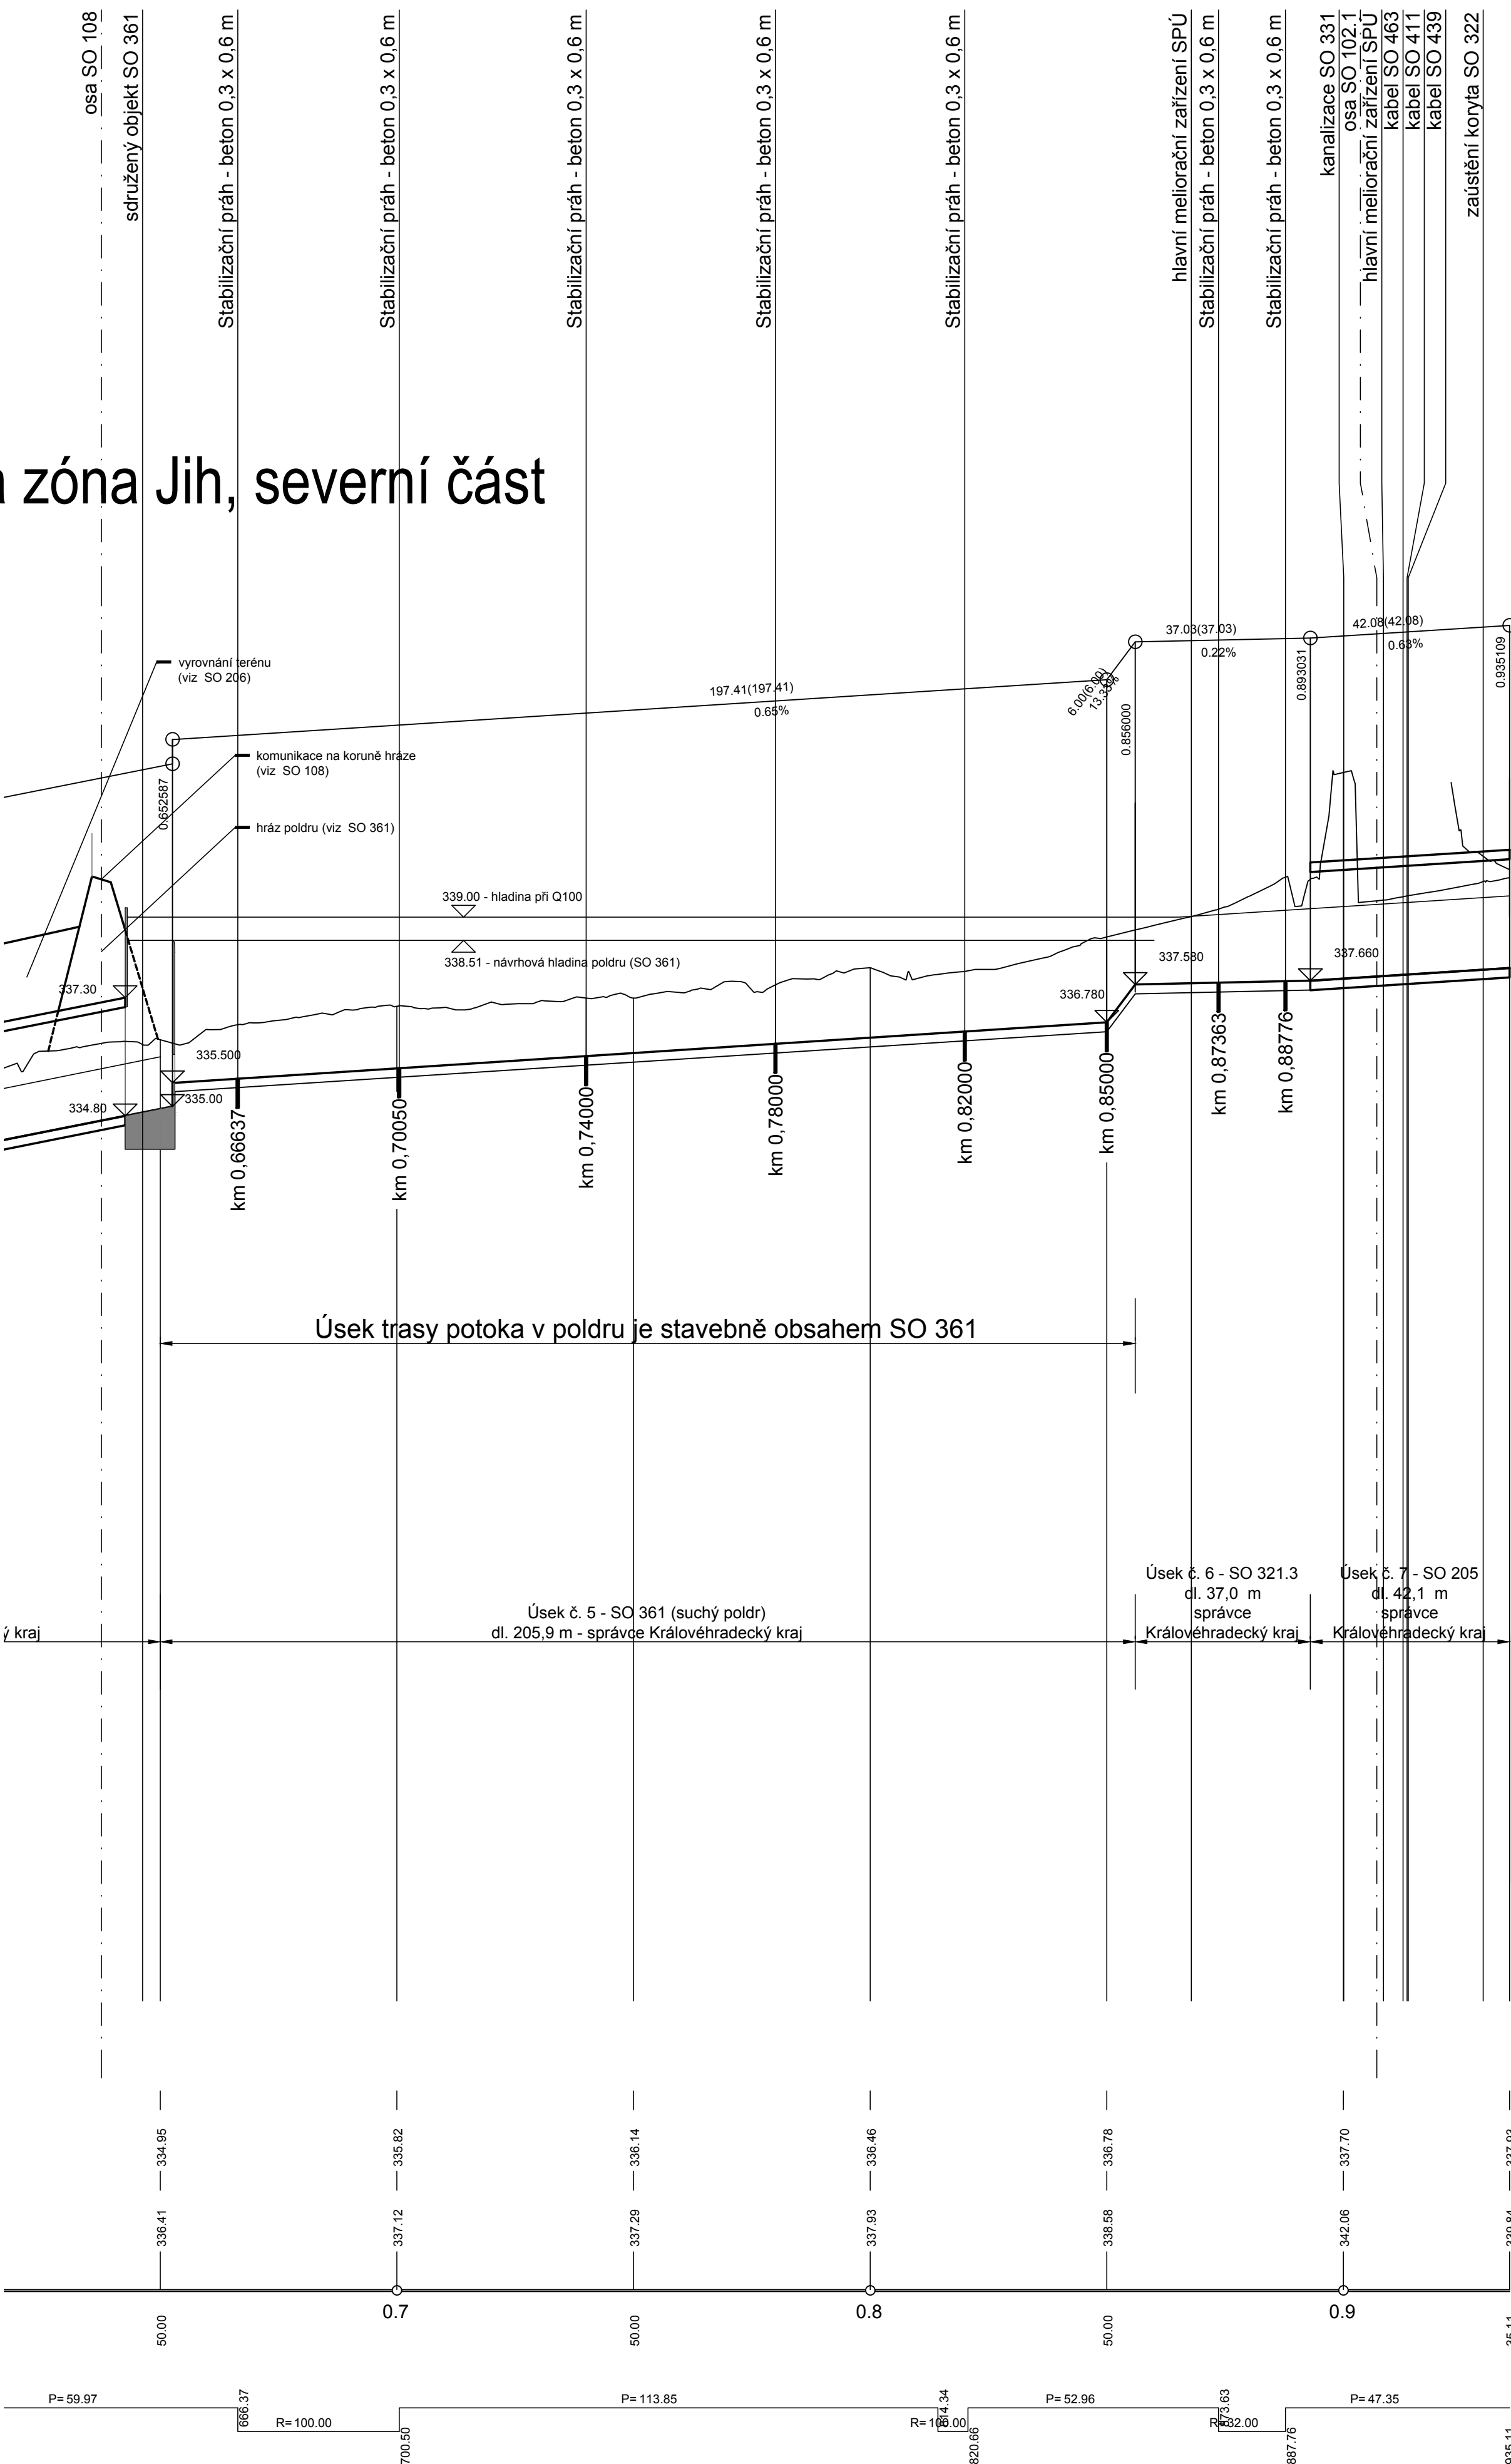 osa SO 108
sdružený objekt SO 361
Stabilizační práh - beton 0,3 x 0,6 m
Stabilizační práh - beton 0,3 x 0,6 m
Stabilizační práh - beton 0,3 x 0,6 m
Stabilizační práh - beton 0,3 x 0,6 m
Stabilizační práh - beton 0,3 x 0,6 m
hlavní meliorační zařízení SPÚ
Stabilizační práh - beton 0,3 x 0,6 m
Stabilizační práh - beton 0,3 x 0,6 m
kanalizace SO 331
osa SO 102.1
hlavní meliorační zařízení SPÚ
kabel SO 463
kabel SO 411
kabel SO 439
zaústění koryta SO 322
zóna Jih, severní část
vyrovnání terénu
(viz SO 206)
komunikace na koruně hráze
(viz SO 108)
hráz poldru (viz SO 361)
0.652587
197.41(197.41)
0.65%
6.00(6.00)
13.33%
0.856000
37.03(37.03)
0.22%
0.893031
42.08(42.08)
0.63%
0.935109
339.00 - hladina při Q100
338.51 - návrhová hladina poldru (SO 361)
337.30
334.80
335.500
335.00
336.780
337.580
337.660
km 0,66637
km 0,70050
km 0,74000
km 0,78000
km 0,82000
km 0,85000
km 0,87363
km 0,88776
Úsek trasy potoka v poldru je stavebně obsahem SO 361
ý kraj
Úsek č. 5 - SO 361 (suchý poldr)
dl. 205,9 m - správce Královéhradecký kraj
Úsek č. 6 - SO 321.3
dl. 37,0 m
správce
Královéhradecký kraj
Úsek č. 7 - SO 205
dl. 42,1 m
správce
Královéhradecký kraj
334.95
335.82
336.14
336.46
336.78
337.70
336.41
337.12
337.29
337.93
338.58
342.06
0.7
0.8
0.9
50.00
50.00
50.00
P= 59.97
666.37
R= 100.00
700.50
P= 113.85
814.34
R= 100.00
820.66
P= 52.96
873.63
R= 32.00
887.76
P= 47.35